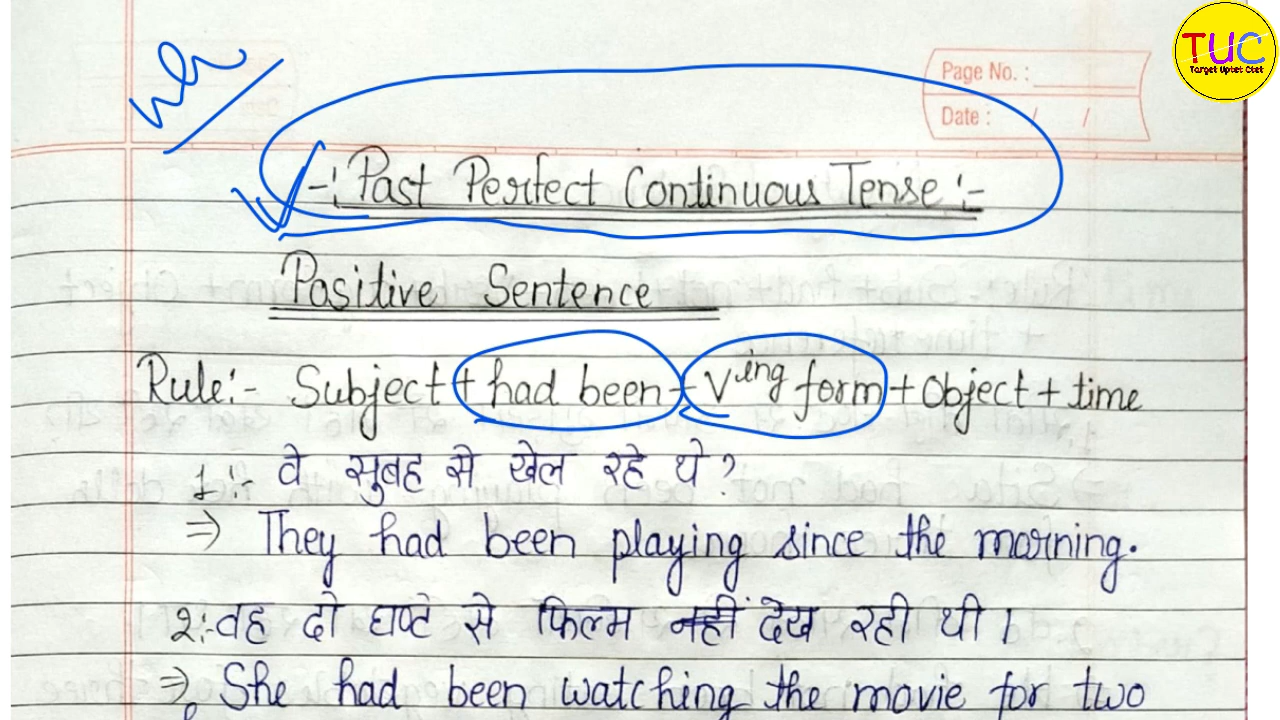 TUC
Target Uptet Ctet
Page No. :
Date : / /
-: Past Perfect Continuous Tense :-
Positive Sentence
Rule:- Subject + had been + V ing form + Object + time
1:- वे सुबह से खेल रहे थे ?
⇒ They had been playing since the morning.
2:- वह दो घण्टे से फिल्म नहीं देख रही थी ।
⇒ She had been watching the movie for two